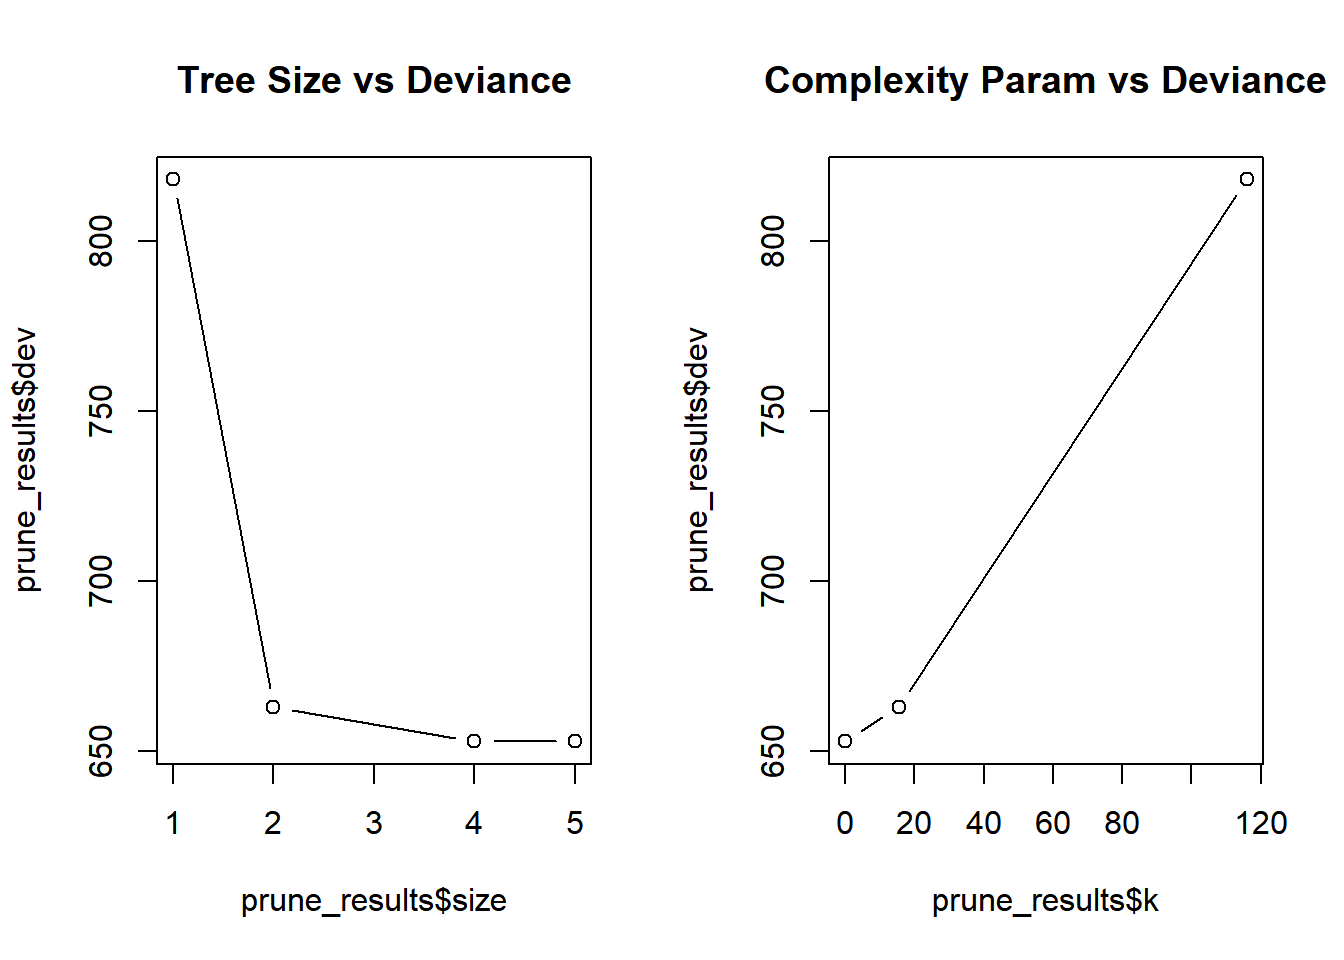 Tree Size vs Deviance
prune_results$dev
800
750
700
650
1 2 3 4 5
prune_results$size
Complexity Param vs Deviance
prune_results$dev
800
750
700
650
0 20 40 60 80 120
prune_results$k